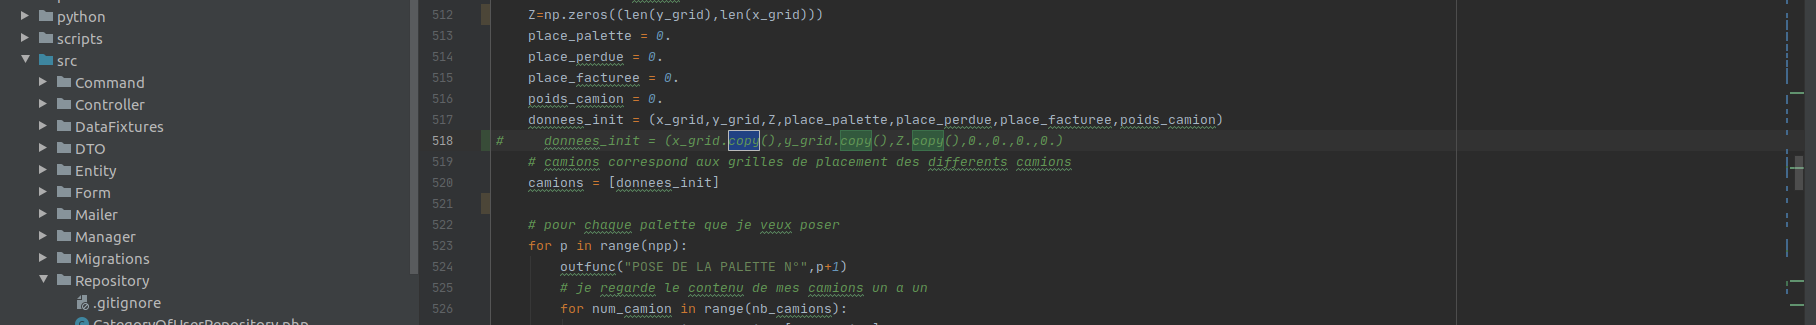 python
scripts
src
Command
Controller
DataFixtures
DTO
Entity
Form
Mailer
Manager
Migrations
Repository
.gitignore
CategoryOfUserRepository.php
512 Z=np.zeros((len(y_grid),len(x_grid)))
513 place_palette = 0.
514 place_perdue = 0.
515 place_facturee = 0.
516 poids_camion = 0.
517 donnees_init = (x_grid,y_grid,Z,place_palette,place_perdue,place_facturee,poids_camion)
518 # donnees_init = (x_grid.copy(),y_grid.copy(),Z.copy(),0.,0.,0.,0.)
519 # camions correspond aux grilles de placement des differents camions
520 camions = [donnees_init]
521
522 # pour chaque palette que je veux poser
523 for p in range(npp):
524 outfunc("POSE DE LA PALETTE N°",p+1)
525 # je regarde le contenu de mes camions un a un
526 for num_camion in range(nb_camions):